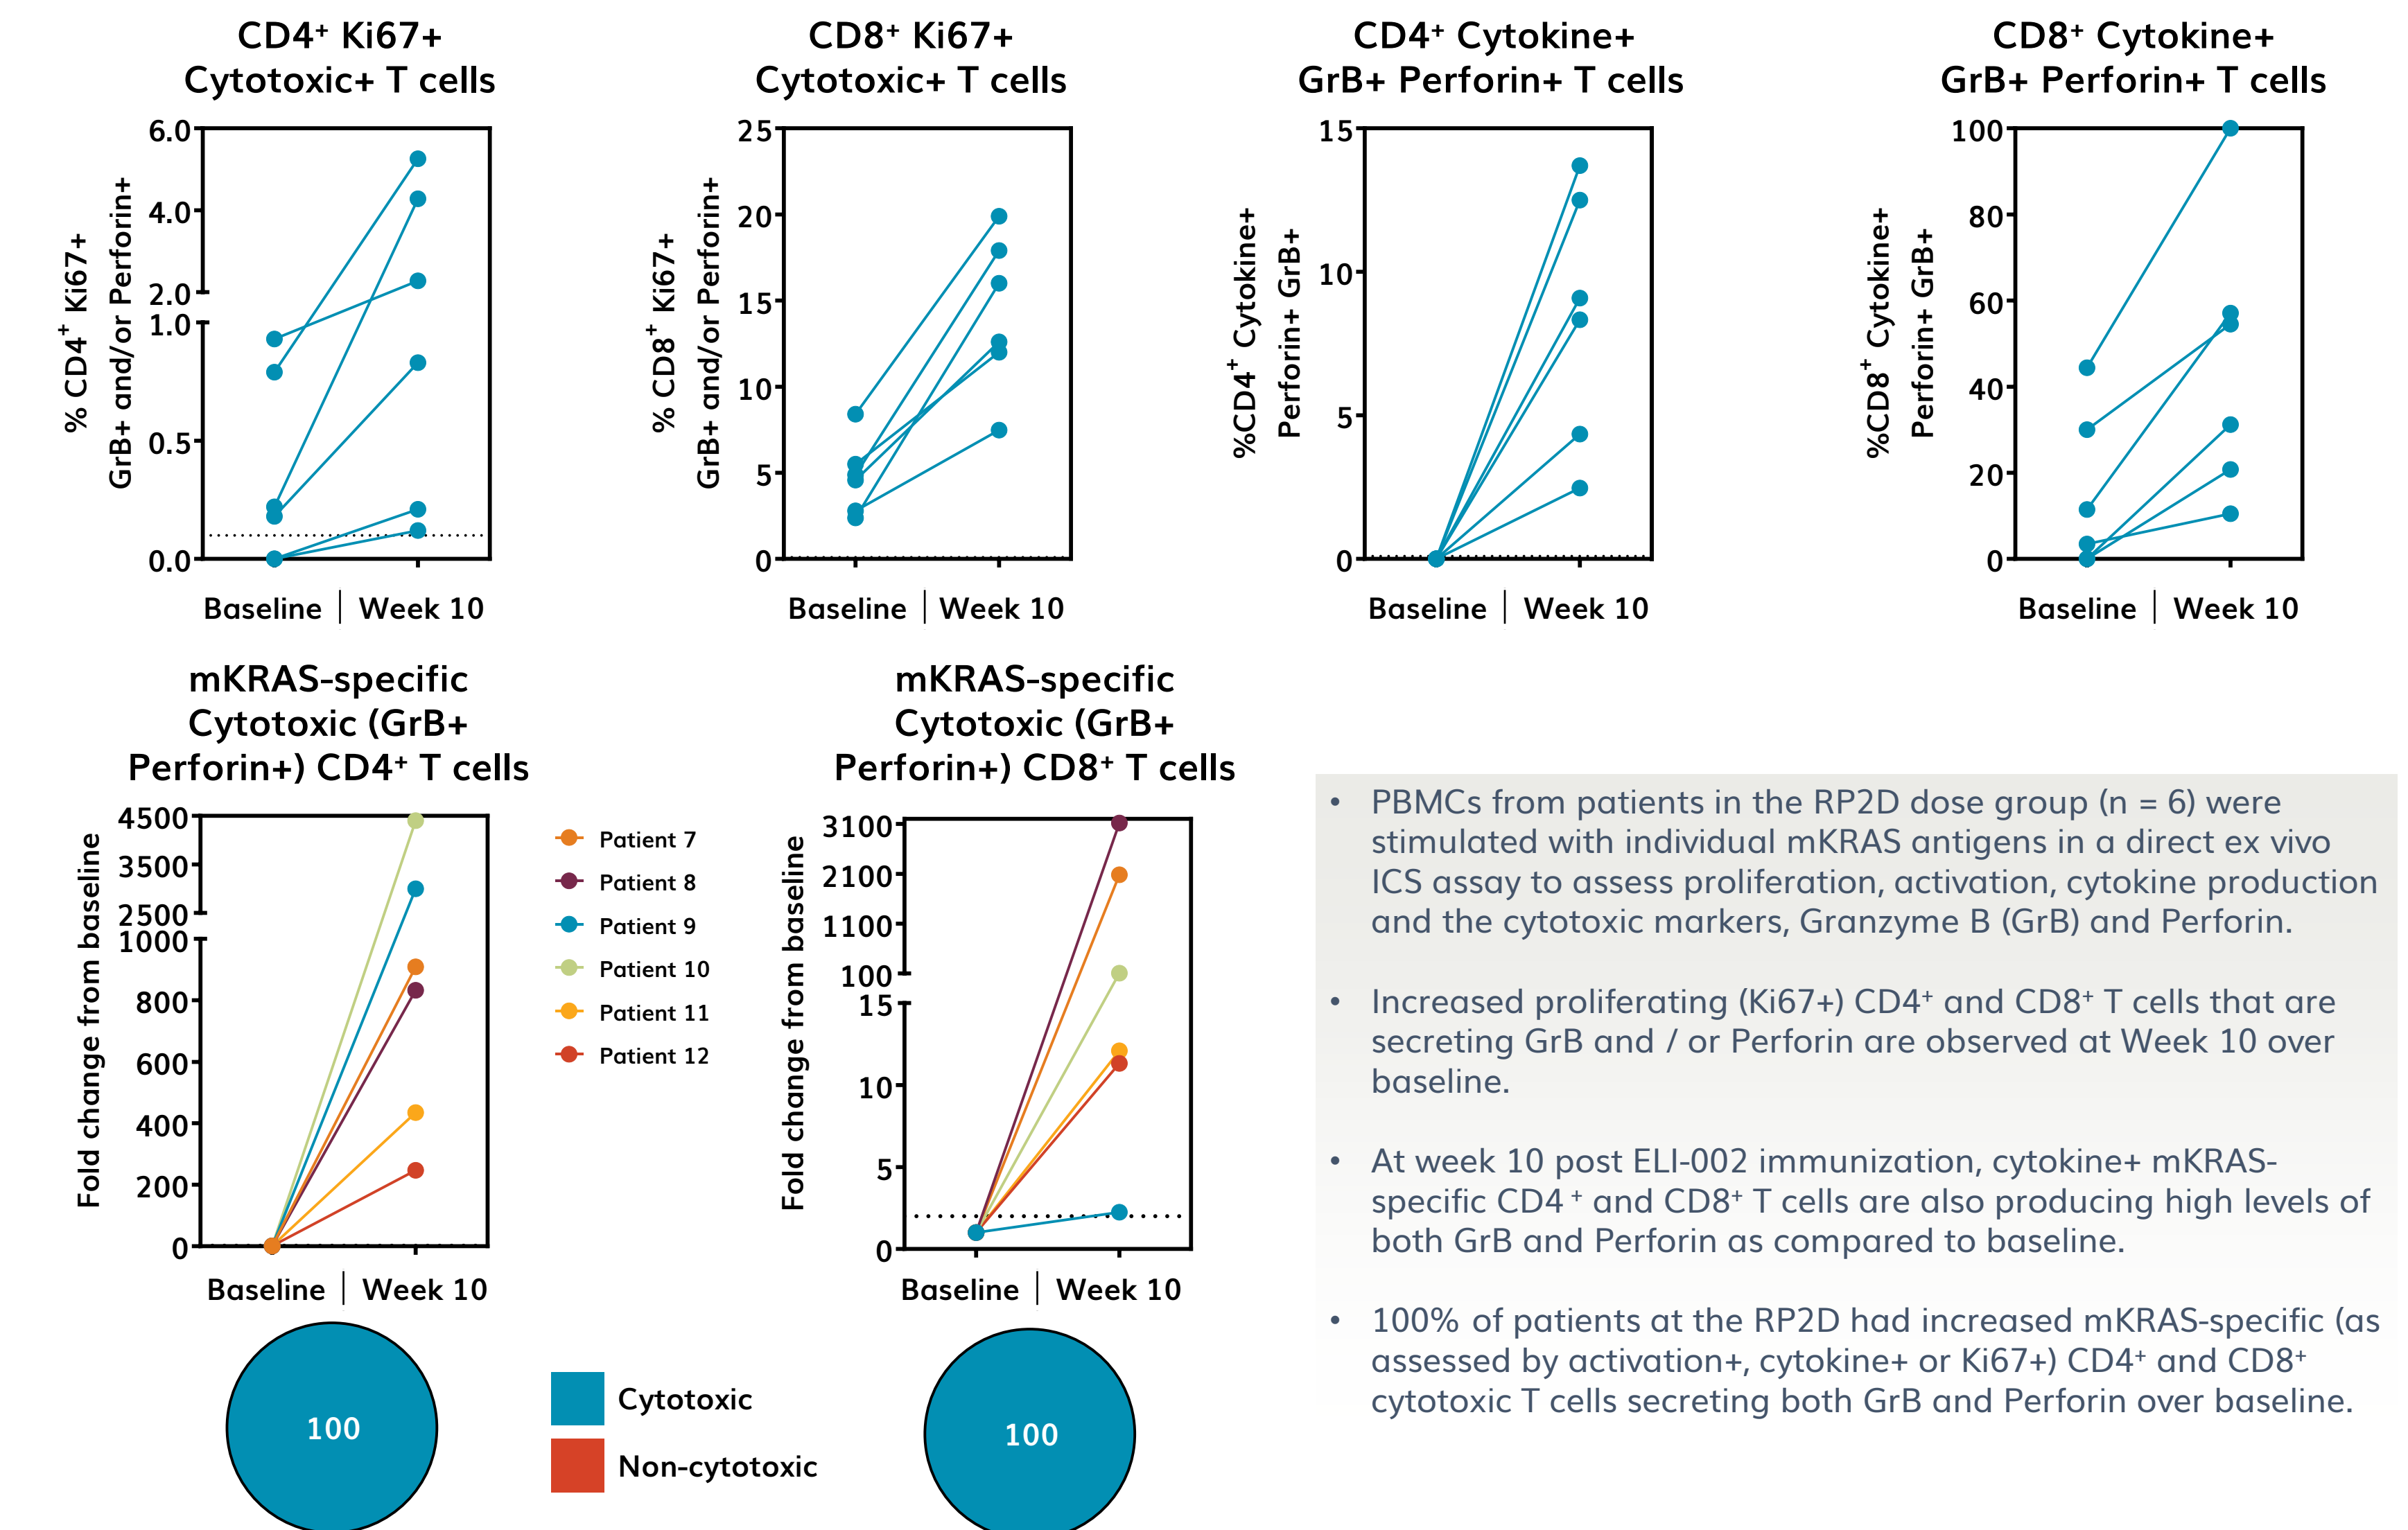 CD4⁺ Ki67+
Cytotoxic+ T cells
% CD4⁺ Ki67+
GrB+ and/or Perforin+
6.0
4.0
2.0
1.0
0.5
0.0
Baseline | Week 10
CD8⁺ Ki67+
Cytotoxic+ T cells
% CD8⁺ Ki67+
GrB+ and/or Perforin+
25
20
15
10
5
0
Baseline | Week 10
CD4⁺ Cytokine+
GrB+ Perforin+ T cells
%CD4⁺ Cytokine+
Perforin+ GrB+
15
10
5
0
Baseline | Week 10
CD8⁺ Cytokine+
GrB+ Perforin+ T cells
%CD8⁺ Cytokine+
Perforin+ GrB+
100
80
60
40
20
0
Baseline | Week 10
mKRAS-specific
Cytotoxic (GrB+
Perforin+) CD4⁺ T cells
Fold change from baseline
4500
3500
2500
1000
800
600
400
200
0
Baseline | Week 10
Patient 7
Patient 8
Patient 9
Patient 10
Patient 11
Patient 12
mKRAS-specific
Cytotoxic (GrB+
Perforin+) CD8⁺ T cells
Fold change from baseline
3100
2100
1100
100
15
10
5
0
Baseline | Week 10
100
Cytotoxic
Non-cytotoxic
100
• PBMCs from patients in the RP2D dose group (n = 6) were
stimulated with individual mKRAS antigens in a direct ex vivo
ICS assay to assess proliferation, activation, cytokine production
and the cytotoxic markers, Granzyme B (GrB) and Perforin.
• Increased proliferating (Ki67+) CD4⁺ and CD8⁺ T cells that are
secreting GrB and / or Perforin are observed at Week 10 over
baseline.
• At week 10 post ELI-002 immunization, cytokine+ mKRAS-
specific CD4 ⁺ and CD8⁺ T cells are also producing high levels of
both GrB and Perforin as compared to baseline.
• 100% of patients at the RP2D had increased mKRAS-specific (as
assessed by activation+, cytokine+ or Ki67+) CD4⁺ and CD8⁺
cytotoxic T cells secreting both GrB and Perforin over baseline.